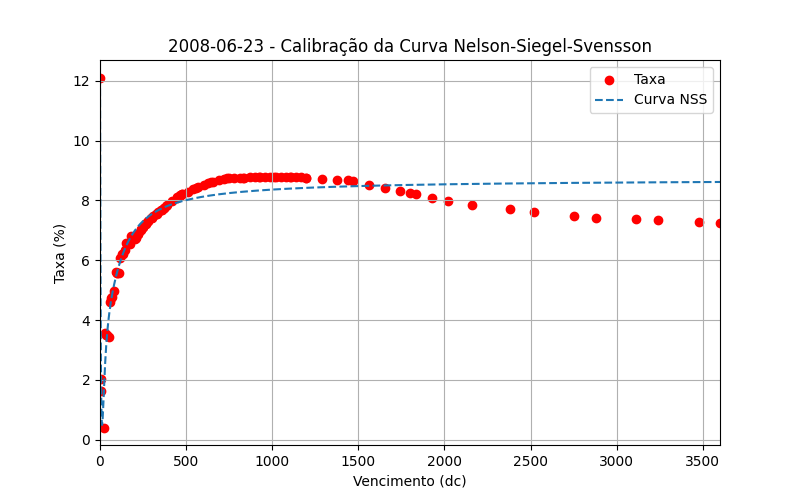 2008-06-23 - Calibração da Curva Nelson-Siegel-Svensson
Taxa
Curva NSS
Taxa (%)
12
10
8
6
4
2
0
0 500 1000 1500 2000 2500 3000 3500
Vencimento (dc)